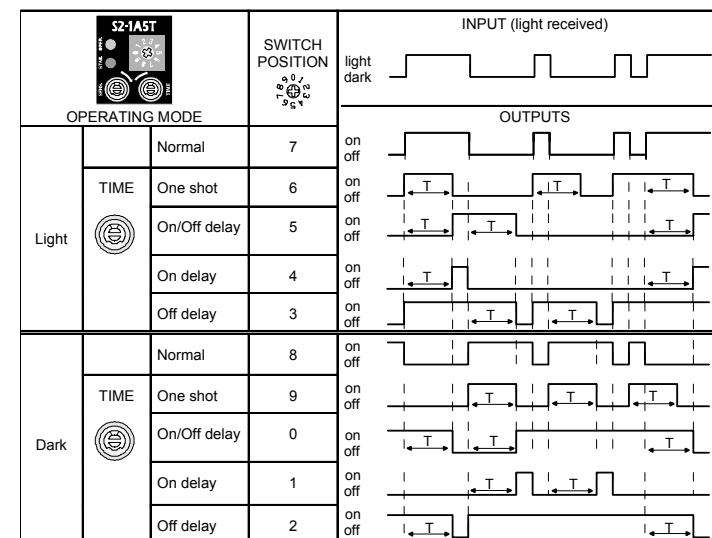 S2-1A5T
OPERATING MODE
SWITCH
POSITION
INPUT (light received)
light
dark
OUTPUTS
Light
TIME
Normal 7 on
off
One shot 6 on
off
T T T
On/Off delay 5 on
off
T T T
On delay 4 on
off
T T
Off delay 3 on
off
T T
Dark
TIME
Normal 8 on
off
One shot 9 on
off
T T T
On/Off delay 0 on
off
T T T
On delay 1 on
off
T T
Off delay 2 on
off
T T